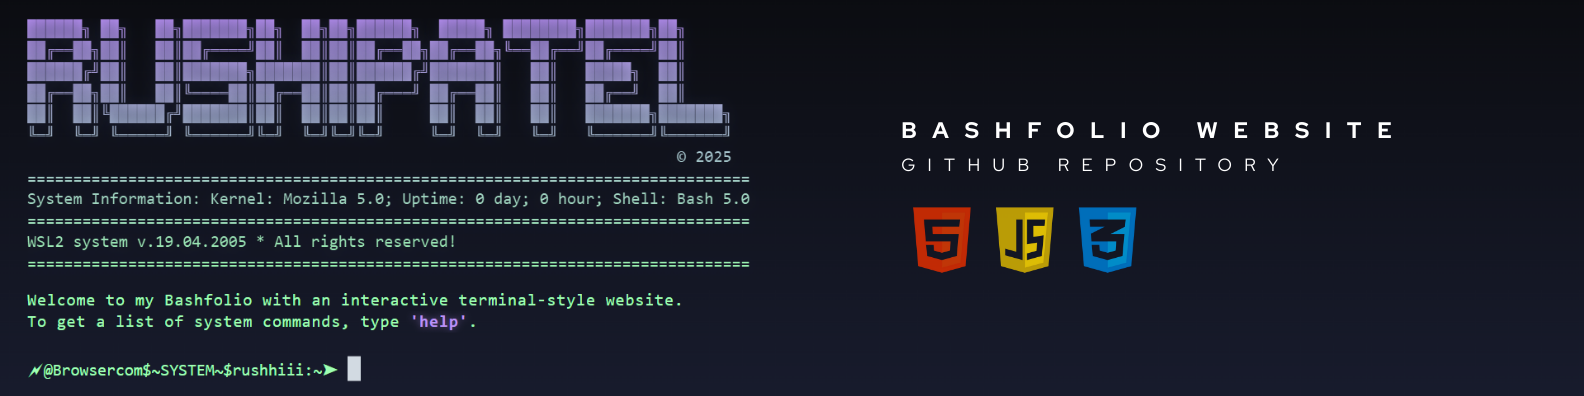 RUSHIPATEL
© 2025
===============================================================================
System Information: Kernel: Mozilla 5.0; Uptime: 0 day; 0 hour; Shell: Bash 5.0
===============================================================================
WSL2 system v.19.04.2005 * All rights reserved!
===============================================================================
Welcome to my Bashfolio with an interactive terminal-style website.
To get a list of system commands, type 'help'.
@Browsercom$~SYSTEM~$rushhiii:~➤
BASHFOLIO WEBSITE
GITHUB REPOSITORY
5 JS 3